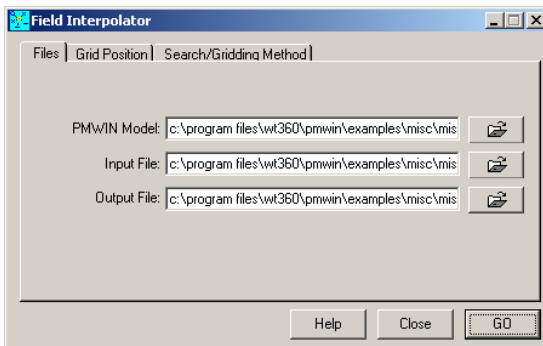 Field Interpolator
Files Grid Position Search/Gridding Method
PMWIN Model: c:\program files\wt360\pmwin\examples\misc\mis
Input File: c:\program files\wt360\pmwin\examples\misc\mis
Output File: c:\program files\wt360\pmwin\examples\misc\mis
Help Close GO